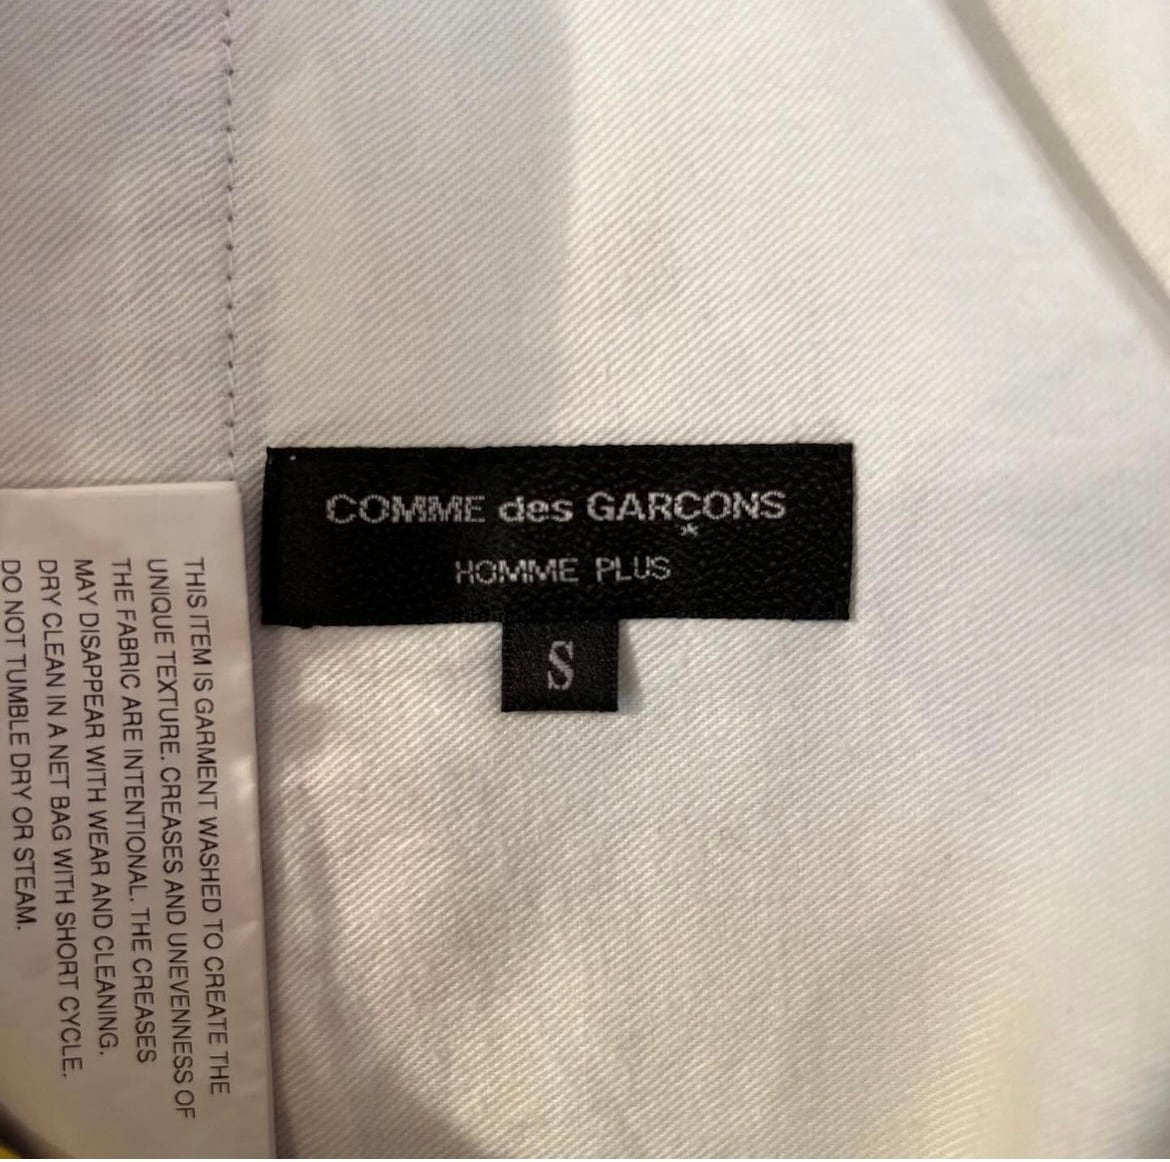 COMME des GARÇONS
HOMME PLUS
S
THIS ITEM IS GARMENT WASHED TO CREATE THE
UNIQUE TEXTURE. CREASES AND UNEVENNESS OF
THE FABRIC ARE INTENTIONAL. THE CREASES
MAY DISAPPEAR WITH WEAR AND CLEANING.
DRY CLEAN IN A NET BAG WITH SHORT CYCLE.
DO NOT TUMBLE DRY OR STEAM.